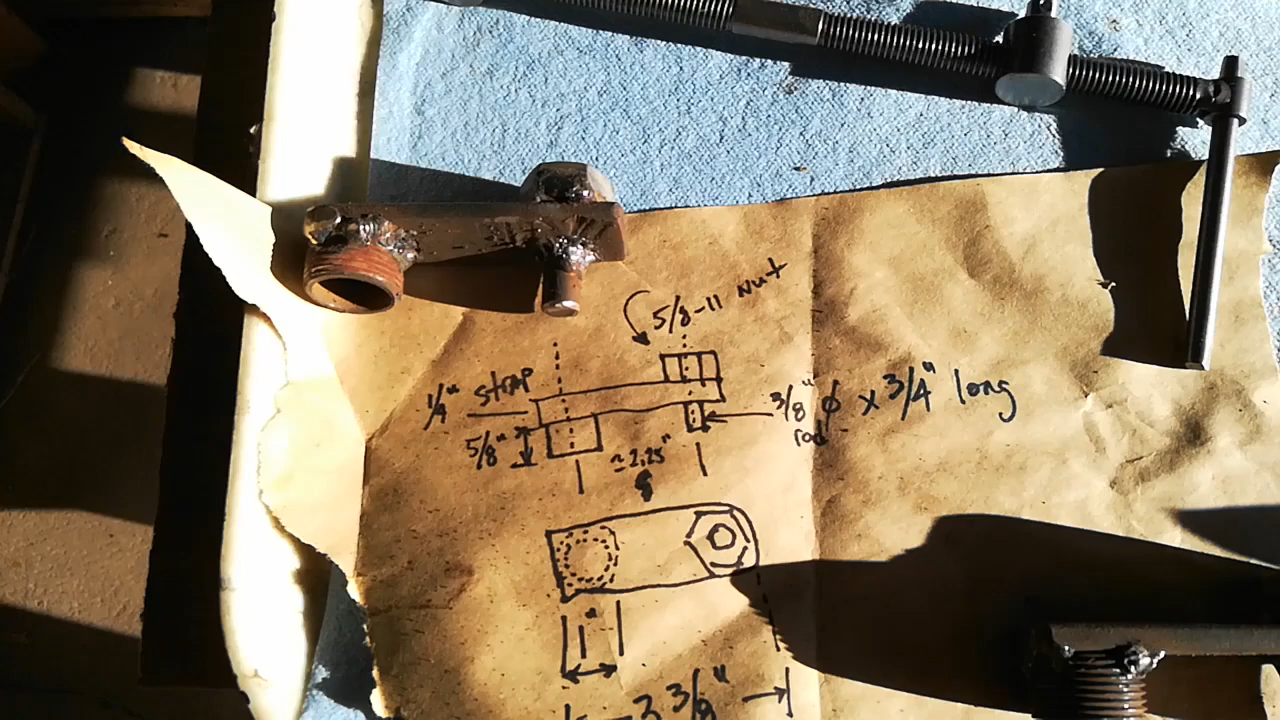 5/8-11 Nut
1/4" STRAP
5/8"
3/8" ϕ x 3/4" long
rod
≈2.25"
1"
3 3/8"